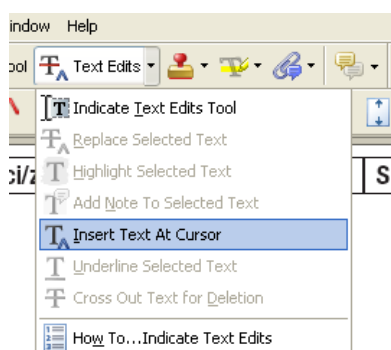 indow Help
ool Text Edits
Indicate Text Edits Tool
Replace Selected Text
ci/z
Highlight Selected Text
S
Add Note To Selected Text
Insert Text At Cursor
Underline Selected Text
Cross Out Text for Deletion
How To...Indicate Text Edits